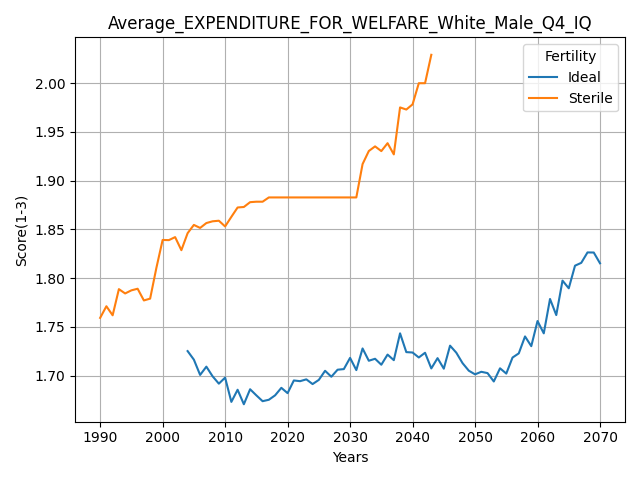 Average_EXPENDITURE_FOR_WELFARE_White_Male_Q4_IQ
Fertility
Ideal
Sterile
Score(1-3)
2.00
1.95
1.90
1.85
1.80
1.75
1.70
1990 2000 2010 2020 2030 2040 2050 2060 2070
Years